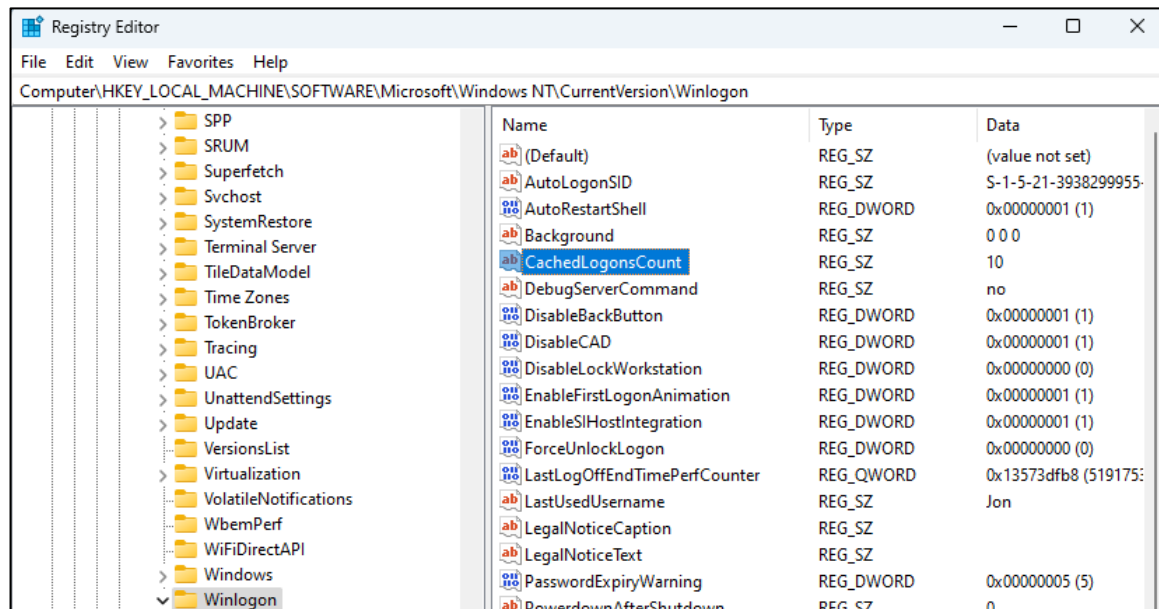 Registry Editor
File Edit View Favorites Help
Computer\HKEY_LOCAL_MACHINE\SOFTWARE\Microsoft\Windows NT\CurrentVersion\Winlogon
SPP
SRUM
Superfetch
Svchost
SystemRestore
Terminal Server
TileDataModel
Time Zones
TokenBroker
Tracing
UAC
UnattendSettings
Update
VersionsList
Virtualization
VolatileNotifications
WbemPerf
WiFiDirectAPI
Windows
Winlogon
Name Type Data
(Default) REG_SZ (value not set)
AutoLogonSID REG_SZ S-1-5-21-3938299955-
AutoRestartShell REG_DWORD 0x00000001 (1)
Background REG_SZ 0 0 0
CachedLogonsCount REG_SZ 10
DebugServerCommand REG_SZ no
DisableBackButton REG_DWORD 0x00000001 (1)
DisableCAD REG_DWORD 0x00000001 (1)
DisableLockWorkstation REG_DWORD 0x00000000 (0)
EnableFirstLogonAnimation REG_DWORD 0x00000001 (1)
EnableSIHostIntegration REG_DWORD 0x00000001 (1)
ForceUnlockLogon REG_DWORD 0x00000000 (0)
LastLogOffEndTimePerfCounter REG_QWORD 0x13573dfb8 (519175
LastUsedUsername REG_SZ Jon
LegalNoticeCaption REG_SZ
LegalNoticeText REG_SZ
PasswordExpiryWarning REG_DWORD 0x00000005 (5)
PowerdownAfterShutdown REG_SZ 0